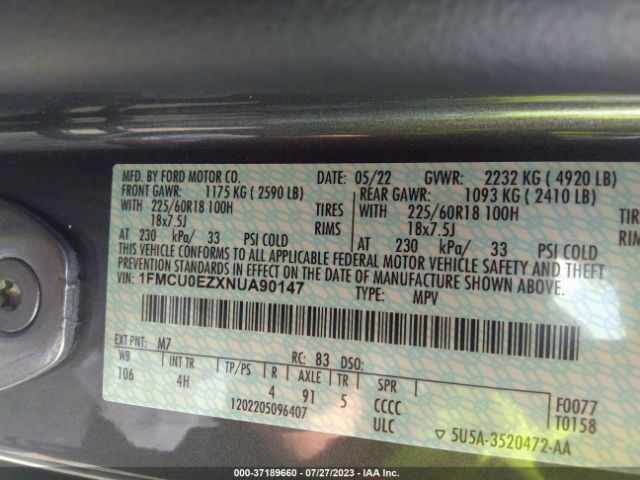 MFD. BY FORD MOTOR CO. DATE: 05/22 GVWR: 2232 KG ( 4920 LB)
FRONT GAWR: 1175 KG ( 2590 LB) REAR GAWR: 1093 KG ( 2410 LB)
WITH 225/60R18 100H TIRES WITH 225/60R18 100H TIRES
18x7.5J RIMS 18x7.5J RIMS
AT 230 kPa/ 33 PSI COLD AT 230 kPa/ 33 PSI COLD
THIS VEHICLE CONFORMS TO ALL APPLICABLE FEDERAL MOTOR VEHICLE SAFETY AND THEFT
PREVENTION STANDARDS IN EFFECT ON THE DATE OF MANUFACTURE SHOWN ABOVE.
VIN: 1FMCU0EZXNUA90147 TYPE: MPV
EXT PNT: M7 RC: 83 DSO:
WB INT TR TP/PS R AXLE TR SPR
106 4H 4 91 5 CCCC
1202205096407 ULC
F0077
T0158
▽ 5U5A-3520472-AA
000-37189660 - 07/27/2023 - IAA Inc.